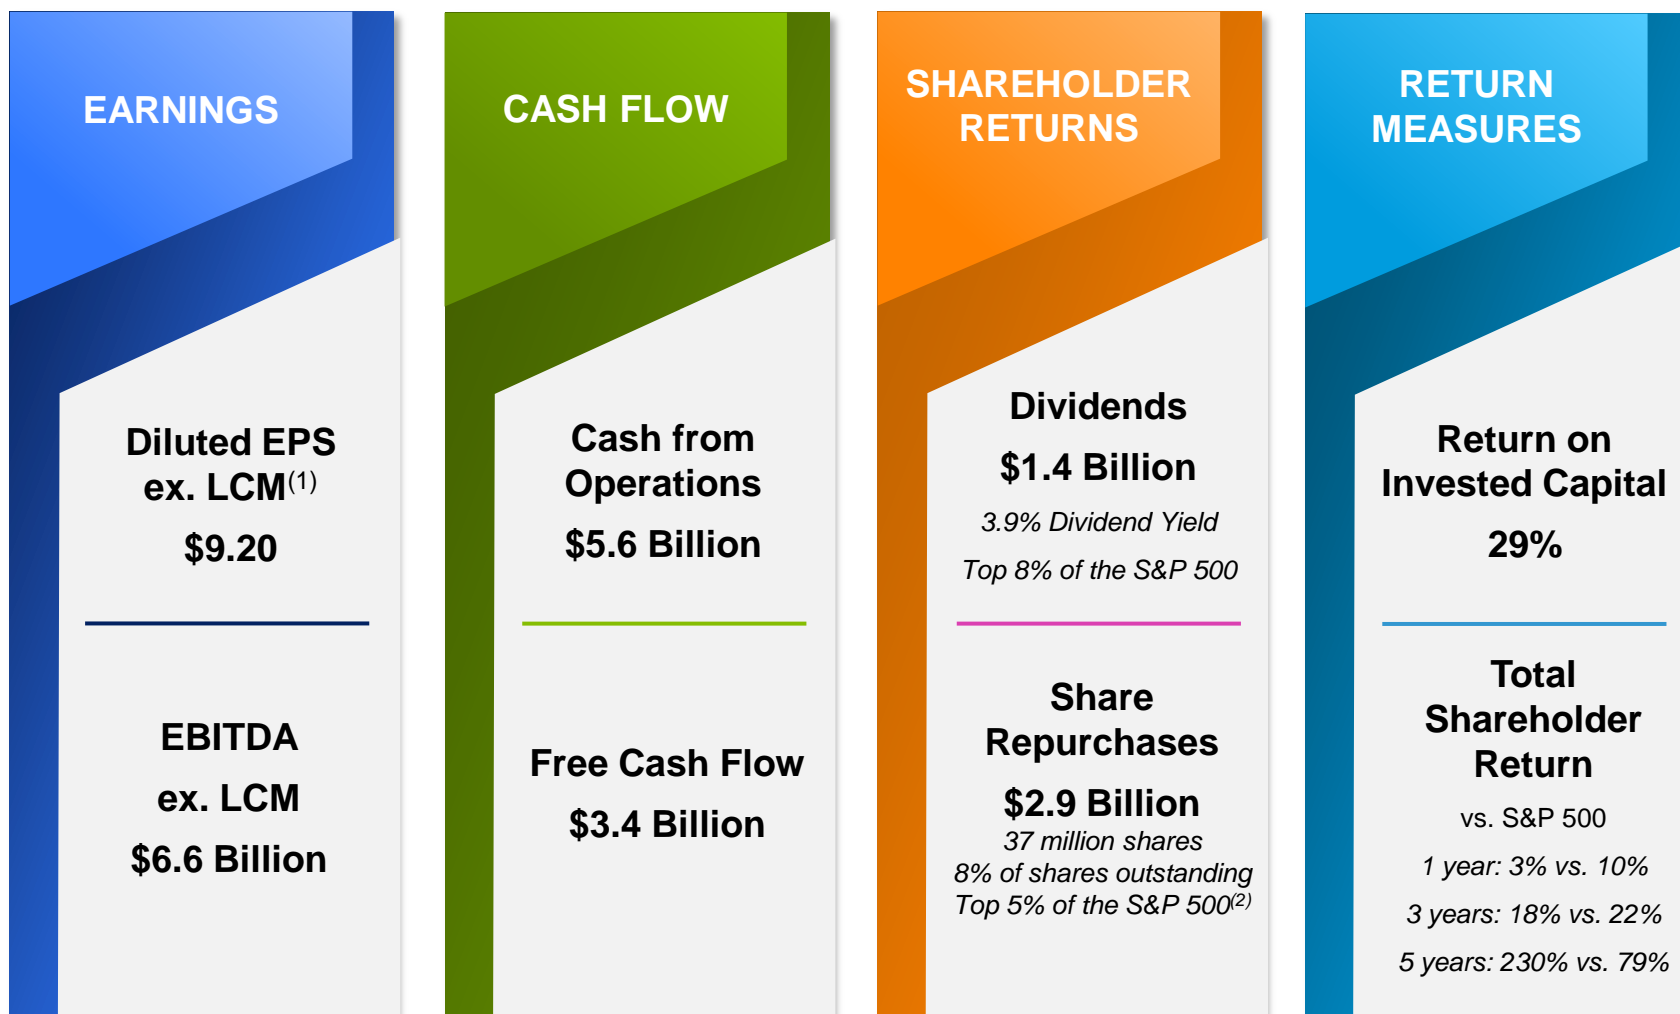 EARNINGS
Diluted EPS
ex. LCM(1)
$9.20
EBITDA
ex. LCM
$6.6 Billion
CASH FLOW
Cash from
Operations
$5.6 Billion
Free Cash Flow
$3.4 Billion
SHAREHOLDER
RETURNS
Dividends
$1.4 Billion
3.9% Dividend Yield
Top 8% of the S&P 500
Share
Repurchases
$2.9 Billion
37 million shares
8% of shares outstanding
Top 5% of the S&P 500(2)
RETURN
MEASURES
Return on
Invested Capital
29%
Total
Shareholder
Return
vs. S&P 500
1 year: 3% vs. 10%
3 years: 18% vs. 22%
5 years: 230% vs. 79%